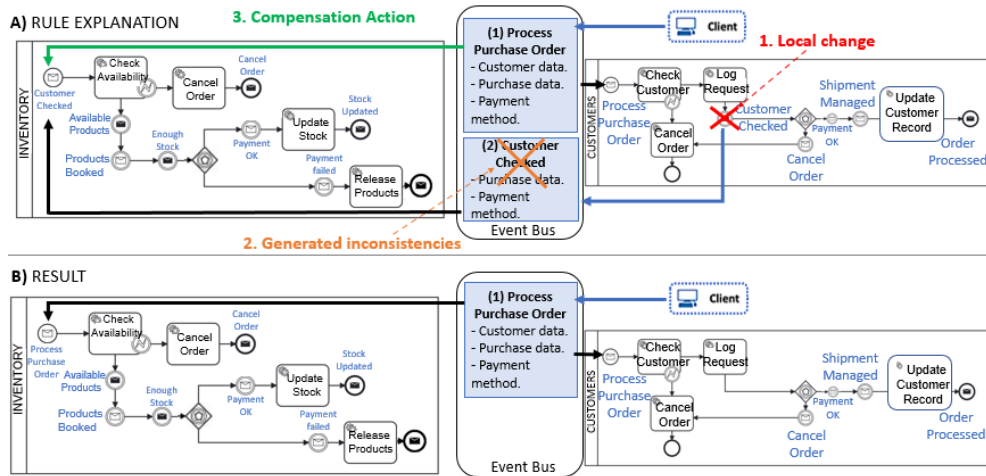 A) RULE EXPLANATION
3. Compensation Action
Client
1. Local change
INVENTORY
Customer
Checked
Check
Availability
Cancel
Order
Cancel
Order
Available
Products
Products
Booked
Enough
Stock
Payment
OK
Update
Stock
Stock
Updated
Payment
failed
Release
Products
(1) Process
Purchase Order
- Customer data.
- Purchase data.
- Payment
method.
(2) Customer
Checked
- Purchase data.
- Payment
method.
Event Bus
2. Generated inconsistencies
CUSTOMERS
Process
Purchase
Order
Check
Customer
Log
Request
Cancel
Order
Customer
Checked
Shipment
Managed
Payment
OK
Cancel
Order
Update
Customer
Record
Order
Processed
B) RESULT
Client
INVENTORY
Process
Purchase
Order
Check
Availability
Cancel
Order
Cancel
Order
Available
Products
Products
Booked
Enough
Stock
Payment
OK
Update
Stock
Stock
Updated
Payment
failed
Release
Products
(1) Process
Purchase Order
- Customer data.
- Purchase data.
- Payment
method.
Event Bus
CUSTOMERS
Process
Purchase
Order
Check
Customer
Log
Request
Cancel
Order
Shipment
Managed
Payment
OK
Cancel
Order
Update
Customer
Record
Order
Processed